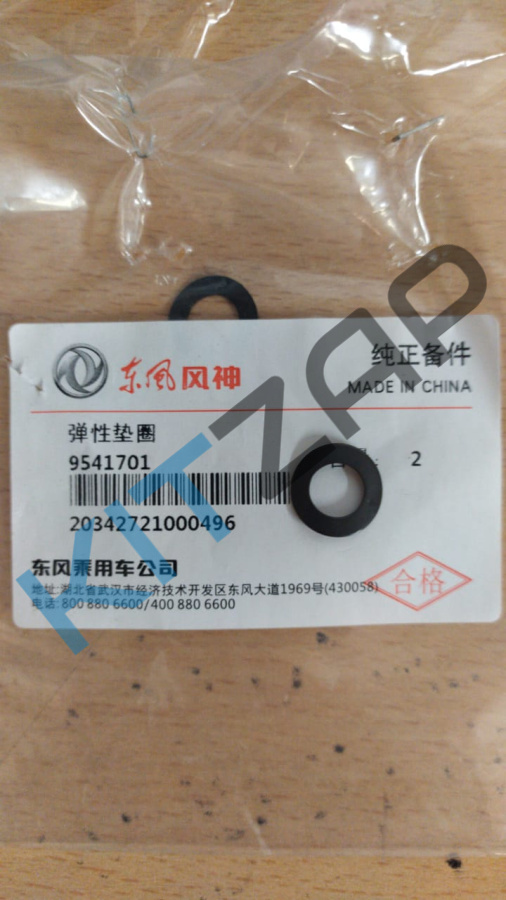 东风风神
纯正备件
MADE IN CHINA
弹性垫圈
9541701
2
20342721000496
东风乘用车公司
地址:湖北省武汉市经济技术开发区东风大道1969号(430058)
电话:800 880 6600/400 880 6600
合格
KITZAP